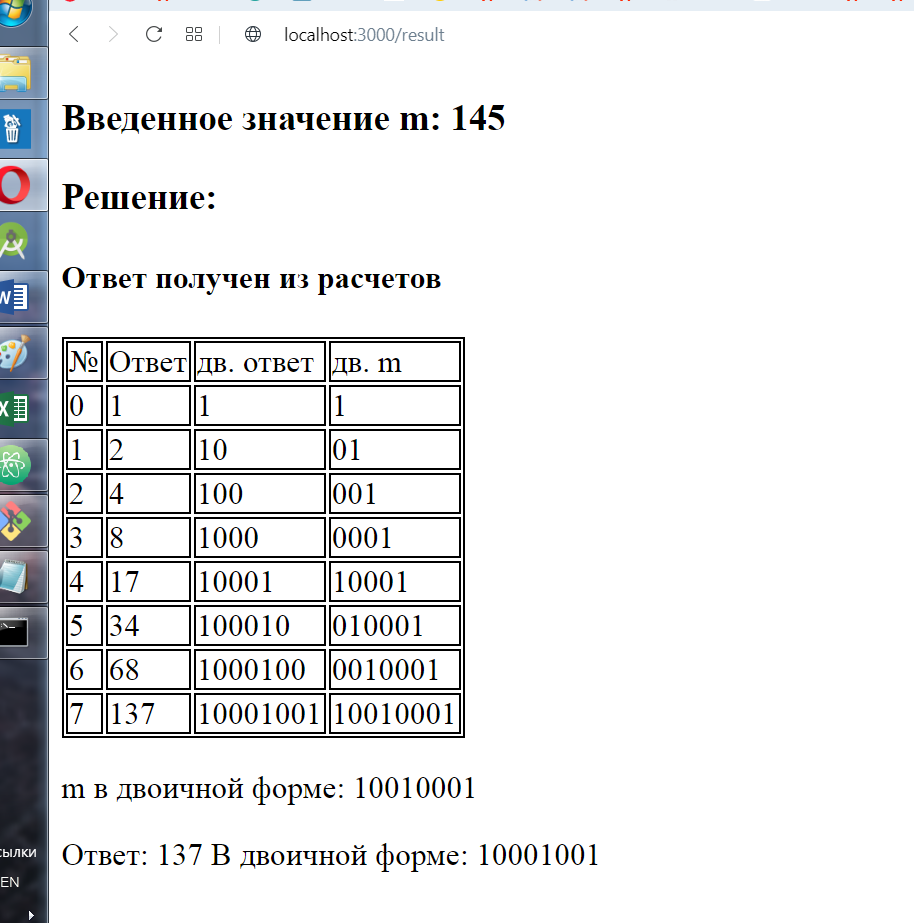 localhost:3000/result
Введенное значение m: 145
Решение:
Ответ получен из расчетов
№ Ответ дв. ответ дв. m
0 1 1 1
1 2 10 01
2 4 100 001
3 8 1000 0001
4 17 10001 10001
5 34 100010 010001
6 68 1000100 0010001
7 137 10001001 10010001
m в двоичной форме: 10010001
Ответ: 137 В двоичной форме: 10001001
сылки
EN